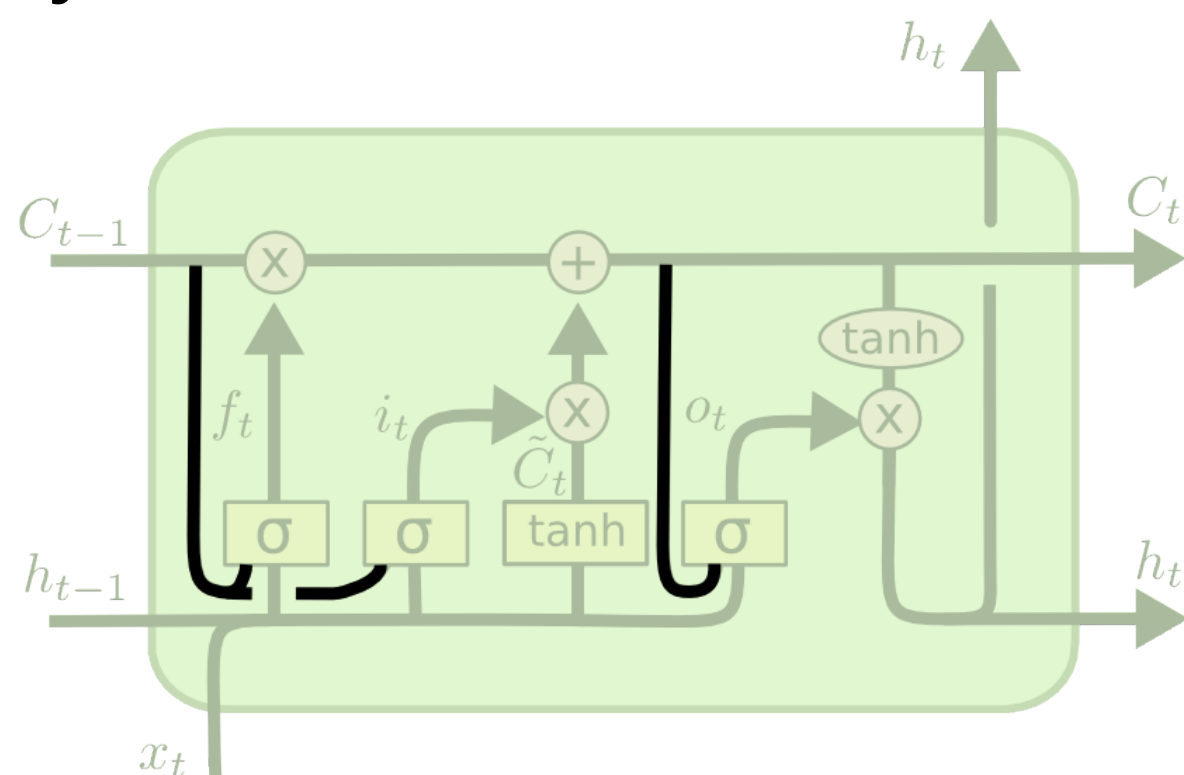 h_t
C_{t-1}
C_t
x
+
tanh
f_t
i_t
x
o_t
x
C̃_t
σ
σ
tanh
σ
h_{t-1}
h_t
x_t